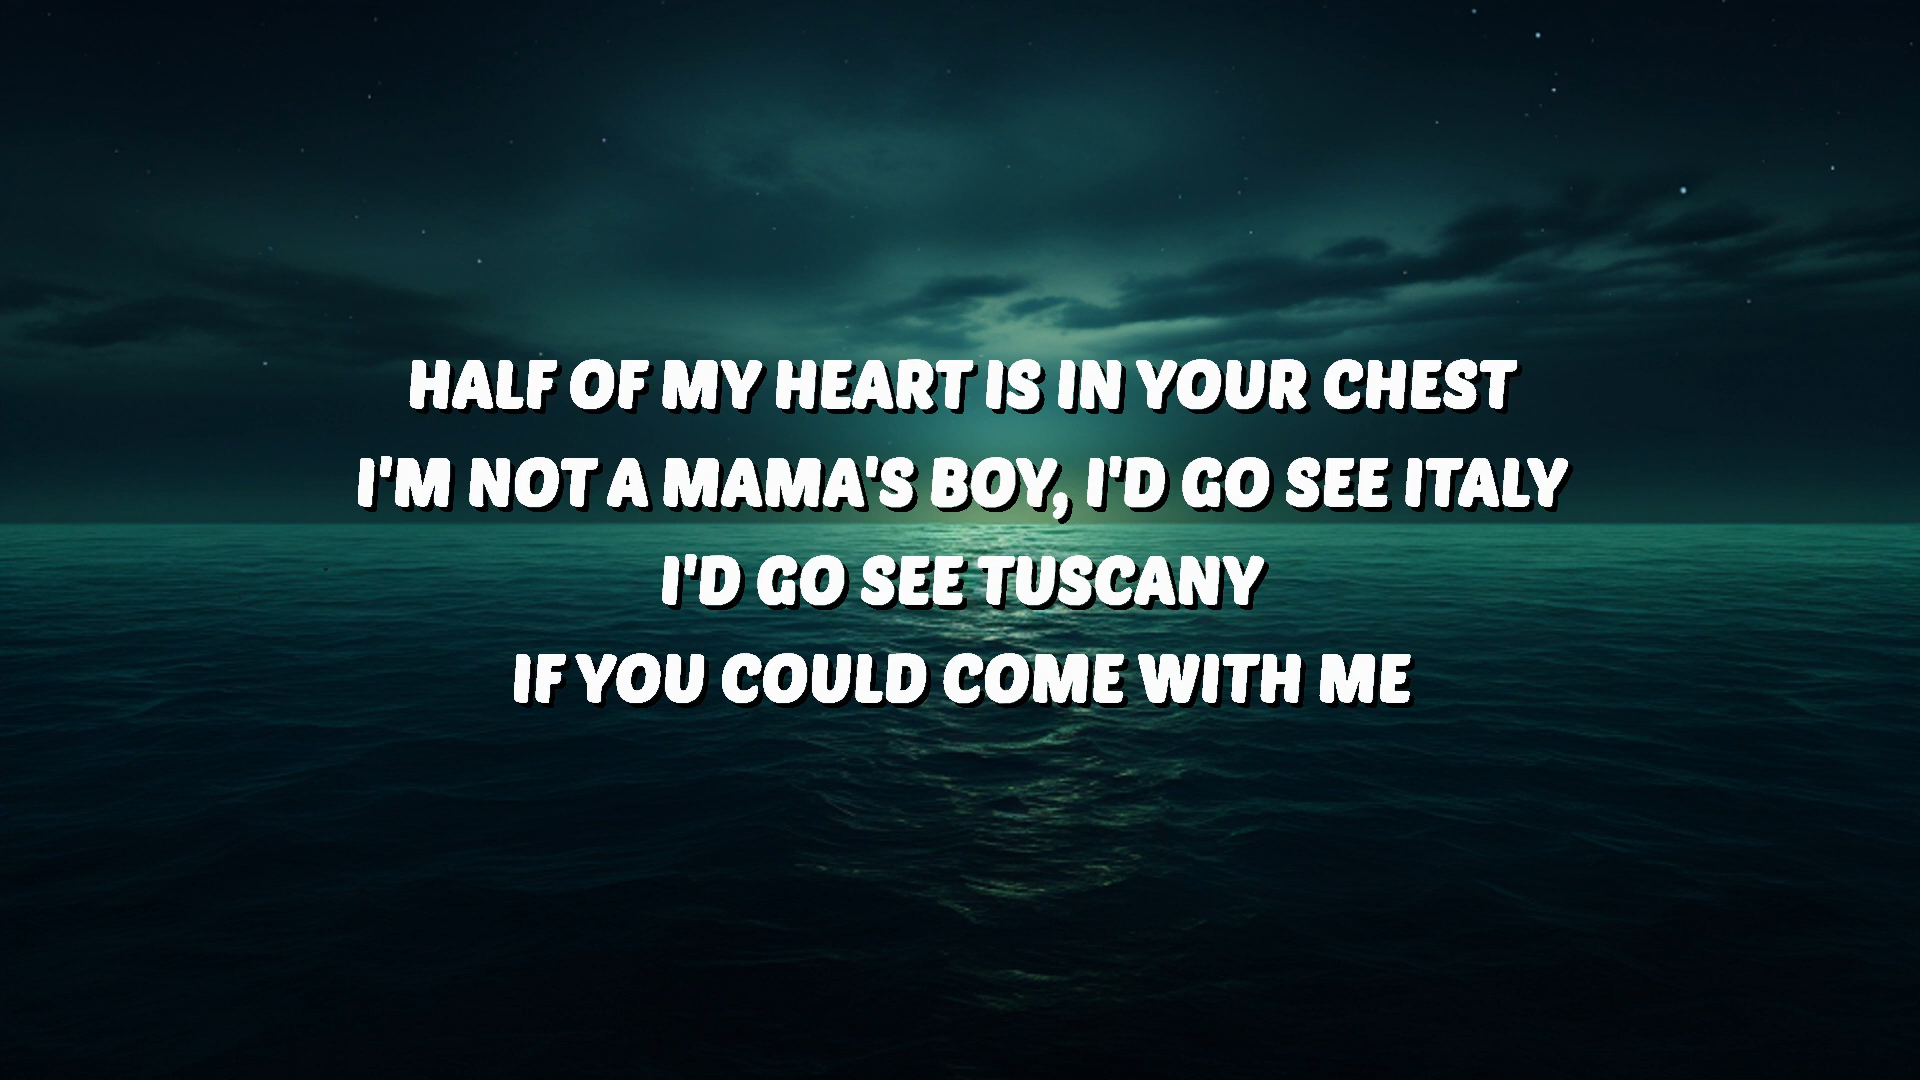 HALF OF MY HEART IS IN YOUR CHEST
I'M NOT A MAMA'S BOY, I'D GO SEE ITALY
I'D GO SEE TUSCANY
IF YOU COULD COME WITH ME